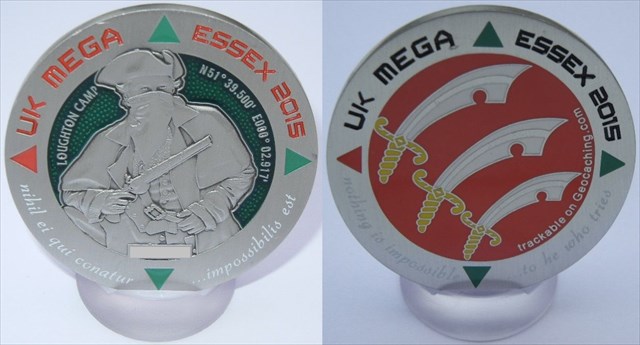 UK MEGA ESSEX 2015
LOUGHTON CAMP
N51° 39.500' E000° 02.917'
nihil ei qui conatur ...impossibilis est
UK MEGA ESSEX 2015
trackable on Geocaching.com
nothing is impossible to he who tries